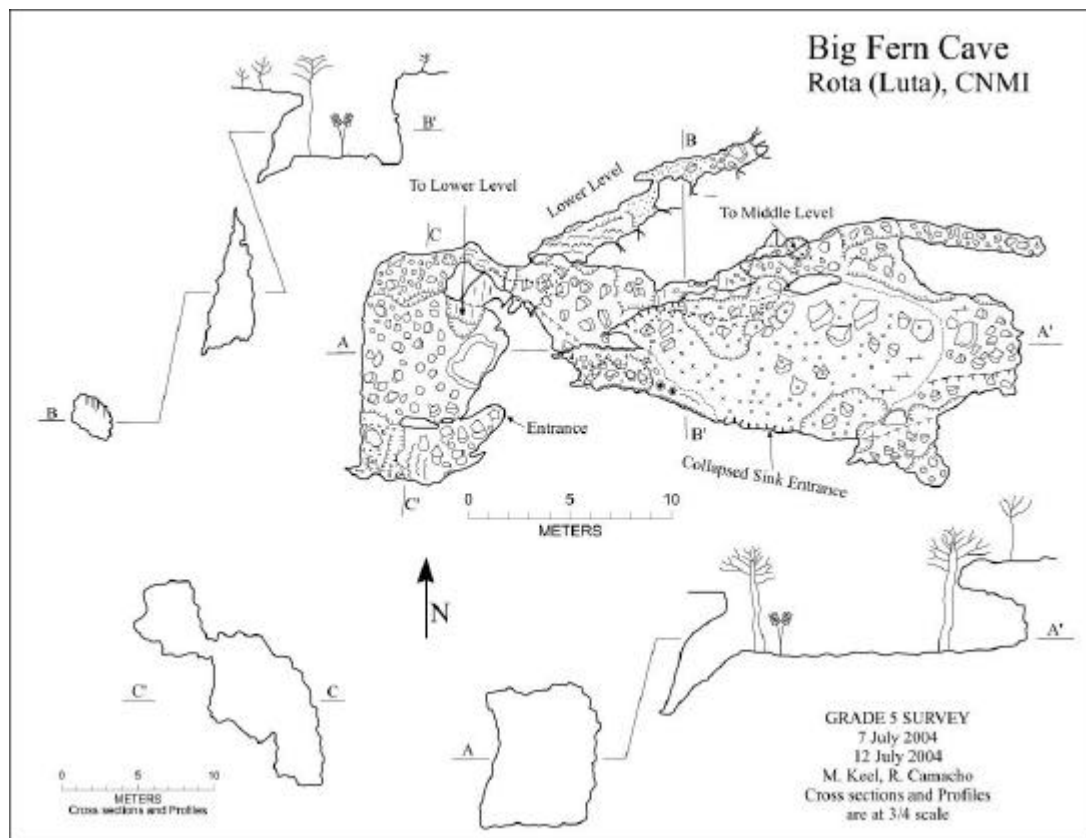 Big Fern Cave
Rota (Luta), CNMI
B'
B
To Lower Level
Lower Level
To Middle Level
C
A
A'
B
Entrance
B'
Collapsed Sink Entrance
C'
0 5 10
METERS
N
A'
C'
C
A
0 5 10
METERS
Cross sections and Profiles
GRADE 5 SURVEY
7 July 2004
12 July 2004
M. Keel, R. Camacho
Cross sections and Profiles
are at 3/4 scale